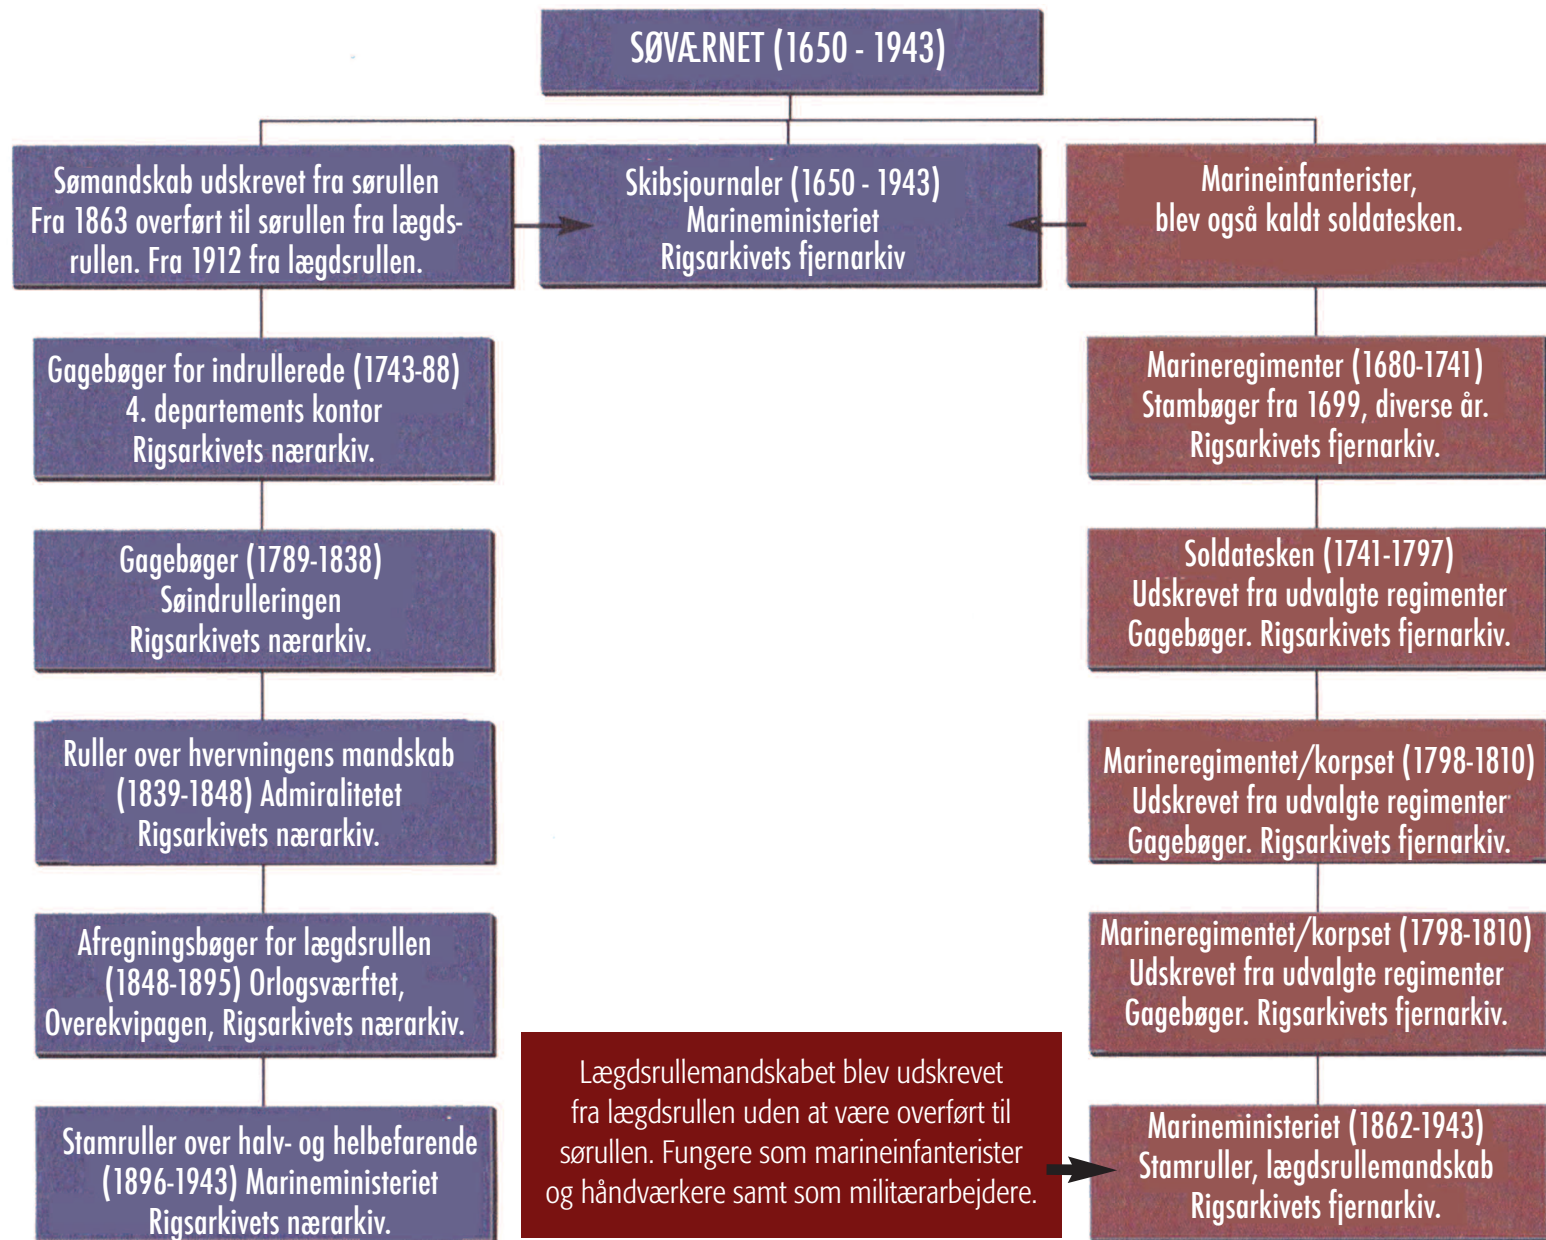 SØVÆRNET (1650 - 1943)
Sømandskab udskrevet fra sørullen
Fra 1863 overført til sørullen fra lægds-
rullen. Fra 1912 fra lægdsrullen.
Skibsjournaler (1650 - 1943)
Marineministeriet
Rigsarkivets fjernarkiv
Marineinfanterister,
blev også kaldt soldatesken.
Gagebøger for indrullerede (1743-88)
4. departements kontor
Rigsarkivets nærarkiv.
Marineregimenter (1680-1741)
Stambøger fra 1699, diverse år.
Rigsarkivets fjernarkiv.
Gagebøger (1789-1838)
Søindrulleringen
Rigsarkivets nærarkiv.
Soldatesken (1741-1797)
Udskrevet fra udvalgte regimenter
Gagebøger. Rigsarkivets fjernarkiv.
Ruller over hvervningens mandskab
(1839-1848) Admiralitetet
Rigsarkivets nærarkiv.
Marineregimentet/korpset (1798-1810)
Udskrevet fra udvalgte regimenter
Gagebøger. Rigsarkivets fjernarkiv.
Afregningsbøger for lægdsrullen
(1848-1895) Orlogsværftet,
Overekvipagen, Rigsarkivets nærarkiv.
Marineregimentet/korpset (1798-1810)
Udskrevet fra udvalgte regimenter
Gagebøger. Rigsarkivets fjernarkiv.
Stamruller over halv- og helbefarende
(1896-1943) Marineministeriet
Rigsarkivets nærarkiv.
Lægdsrullemandskabet blev udskrevet
fra lægdsrullen uden at være overført til
sørullen. Fungere som marineinfanterister
og håndværkere samt som militærarbejdere.
Marineministeriet (1862-1943)
Stamruller, lægdsrullemandskab
Rigsarkivets fjernarkiv.